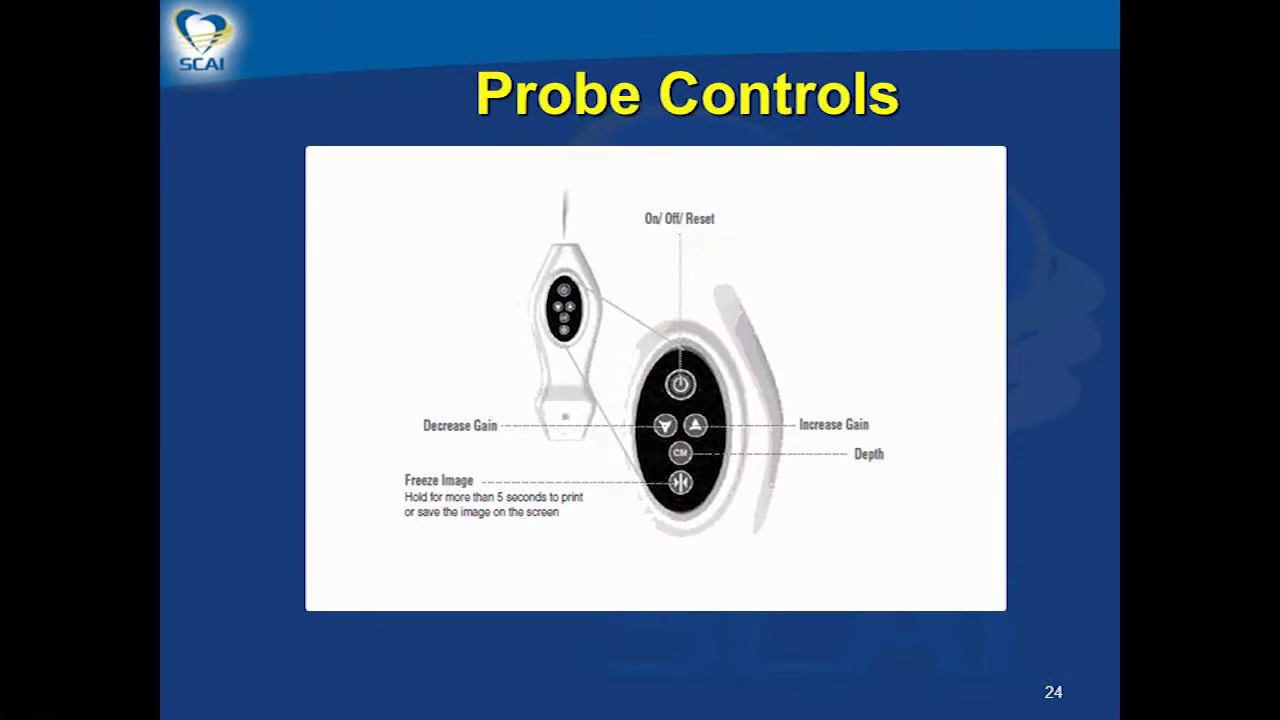 SCAI
Probe Controls
On/ Off/ Reset
Decrease Gain
Increase Gain
CM
Depth
Freeze Image
Hold for more than 5 seconds to print
or save the image on the screen
SCAI
24